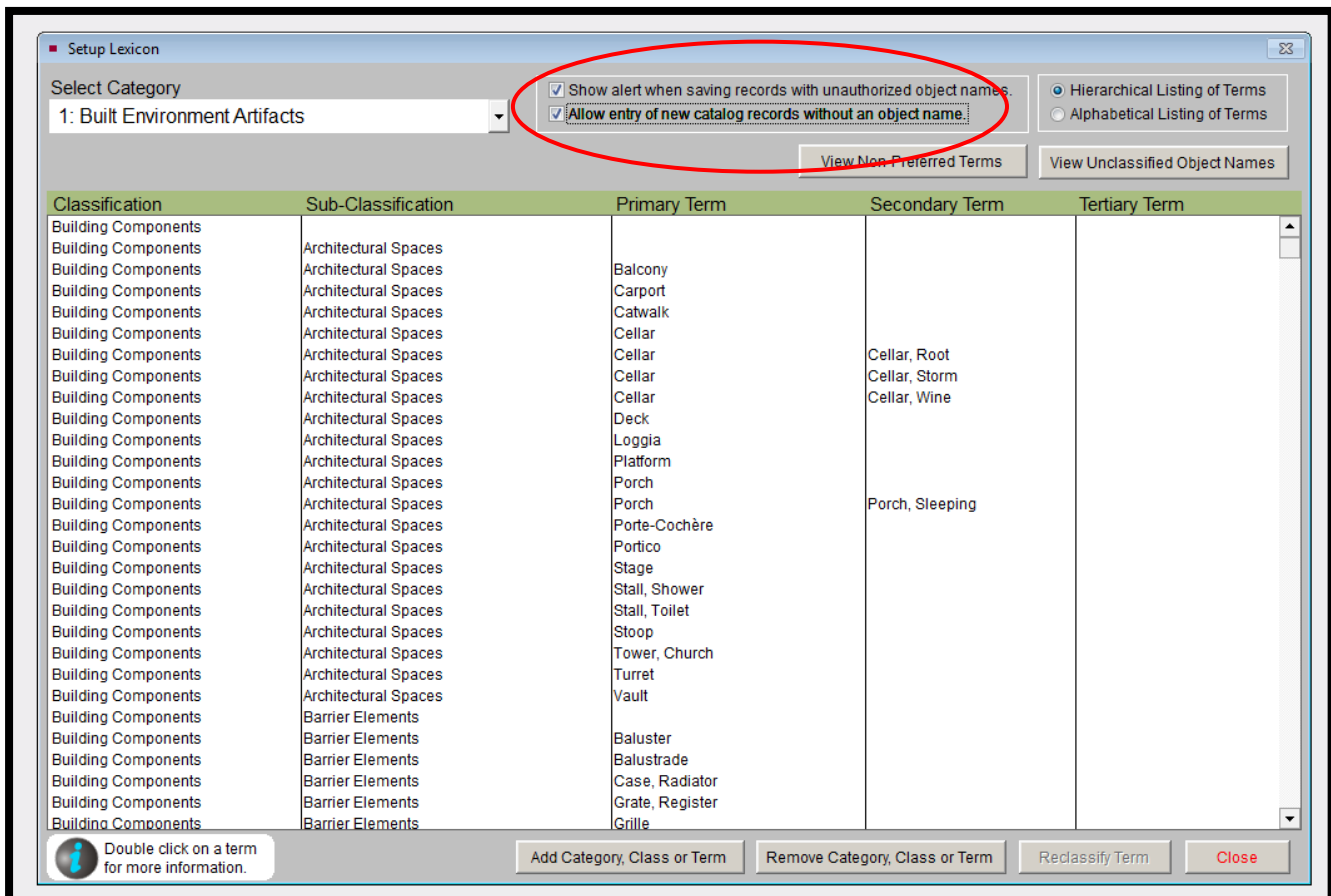 Setup Lexicon
Select Category
1: Built Environment Artifacts
Show alert when saving records with unauthorized object names.
Allow entry of new catalog records without an object name.
Hierarchical Listing of Terms
Alphabetical Listing of Terms
View Non-Preferred Terms
View Unclassified Object Names
Classification Sub-Classification Primary Term Secondary Term Tertiary Term
Building Components
Building Components Architectural Spaces
Building Components Architectural Spaces Balcony
Building Components Architectural Spaces Carport
Building Components Architectural Spaces Catwalk
Building Components Architectural Spaces Cellar
Building Components Architectural Spaces Cellar Cellar, Root
Building Components Architectural Spaces Cellar Cellar, Storm
Building Components Architectural Spaces Cellar Cellar, Wine
Building Components Architectural Spaces Deck
Building Components Architectural Spaces Loggia
Building Components Architectural Spaces Platform
Building Components Architectural Spaces Porch
Building Components Architectural Spaces Porch Porch, Sleeping
Building Components Architectural Spaces Porte-Cochère
Building Components Architectural Spaces Portico
Building Components Architectural Spaces Stage
Building Components Architectural Spaces Stall, Shower
Building Components Architectural Spaces Stall, Toilet
Building Components Architectural Spaces Stoop
Building Components Architectural Spaces Tower, Church
Building Components Architectural Spaces Turret
Building Components Architectural Spaces Vault
Building Components Barrier Elements
Building Components Barrier Elements Baluster
Building Components Barrier Elements Balustrade
Building Components Barrier Elements Case, Radiator
Building Components Barrier Elements Grate, Register
Building Components Barrier Elements Grille
Double click on a term
for more information.
Add Category, Class or Term
Remove Category, Class or Term
Reclassify Term
Close